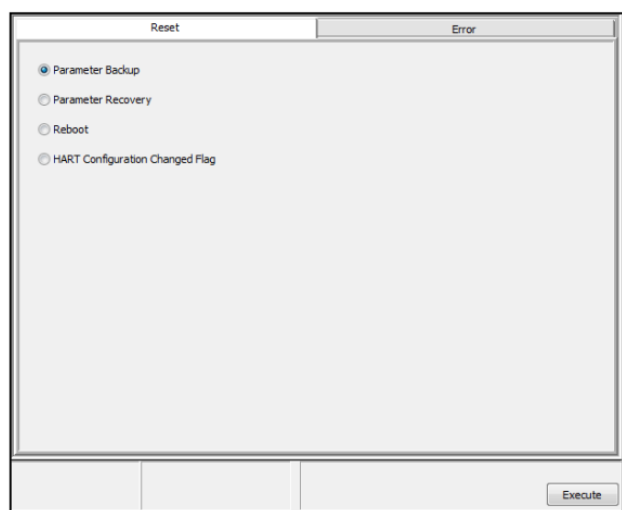 Reset
Error
Parameter Backup
Parameter Recovery
Reboot
HART Configuration Changed Flag
Execute